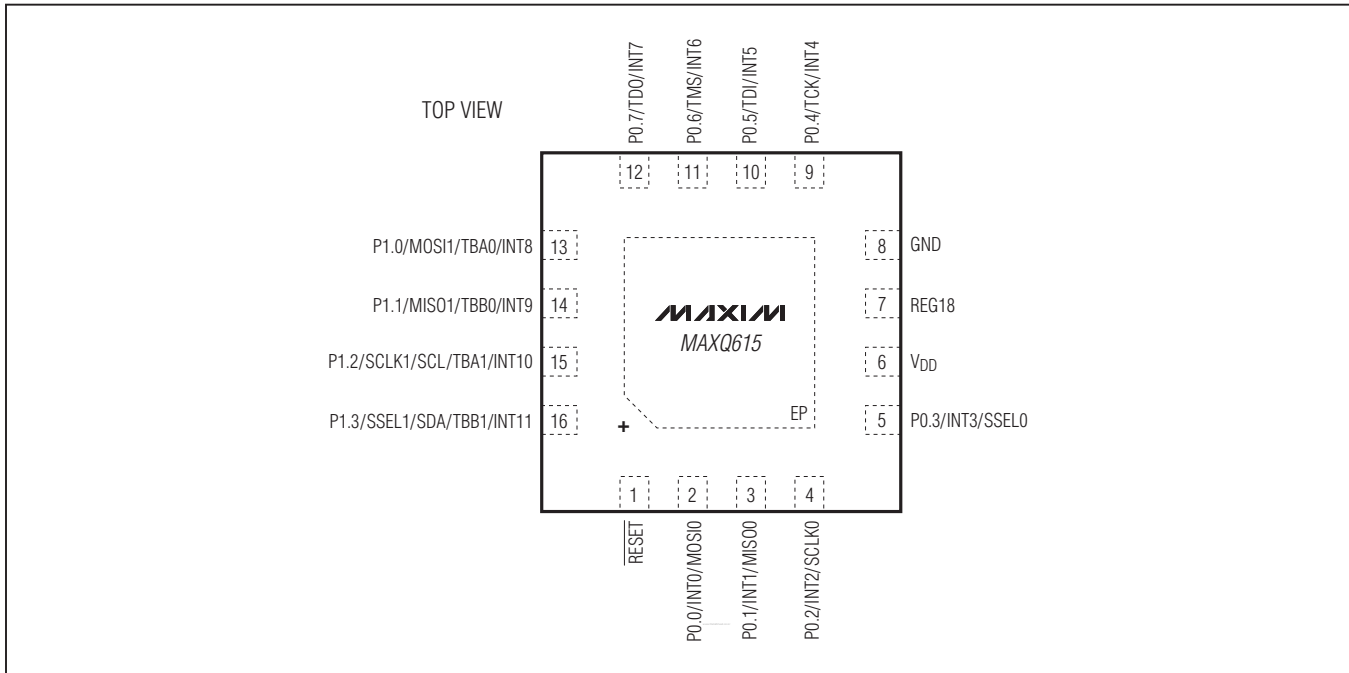 TOP VIEW
P0.7/TDO/INT7
P0.6/TMS/INT6
P0.5/TDI/INT5
P0.4/TCK/INT4
12
11
10
9
P1.0/MOSI1/TBA0/INT8
13
P1.1/MISO1/TBB0/INT9
14
P1.2/SCLK1/SCL/TBA1/INT10
15
P1.3/SSEL1/SDA/TBB1/INT11
16
MAXIM
MAXQ615
EP
+
8
GND
7
REG18
6
VDD
5
P0.3/INT3/SSEL0
1
2
3
4
RESET
P0.0/INT0/MOSI0
P0.1/INT1/MISO0
P0.2/INT2/SCLK0